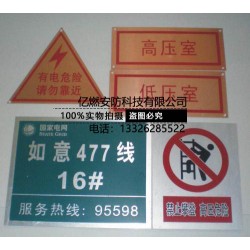 有电危险
请勿靠近
高压室
低压室
亿燃安防科技有限公司
100%实物拍摄 盗图必究
电话：13326285522
国家电网
STATE GRID
如意477线
16#
服务热线：95598
禁止攀登 高压危险